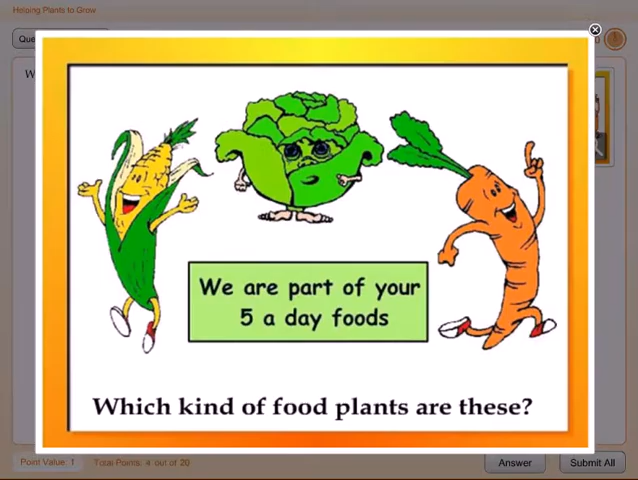 Helping Plants to Grow
We are part of your
5 a day foods
Which kind of food plants are these?
Point Value: 1
Total Points: 4 out of 20
Answer
Submit All